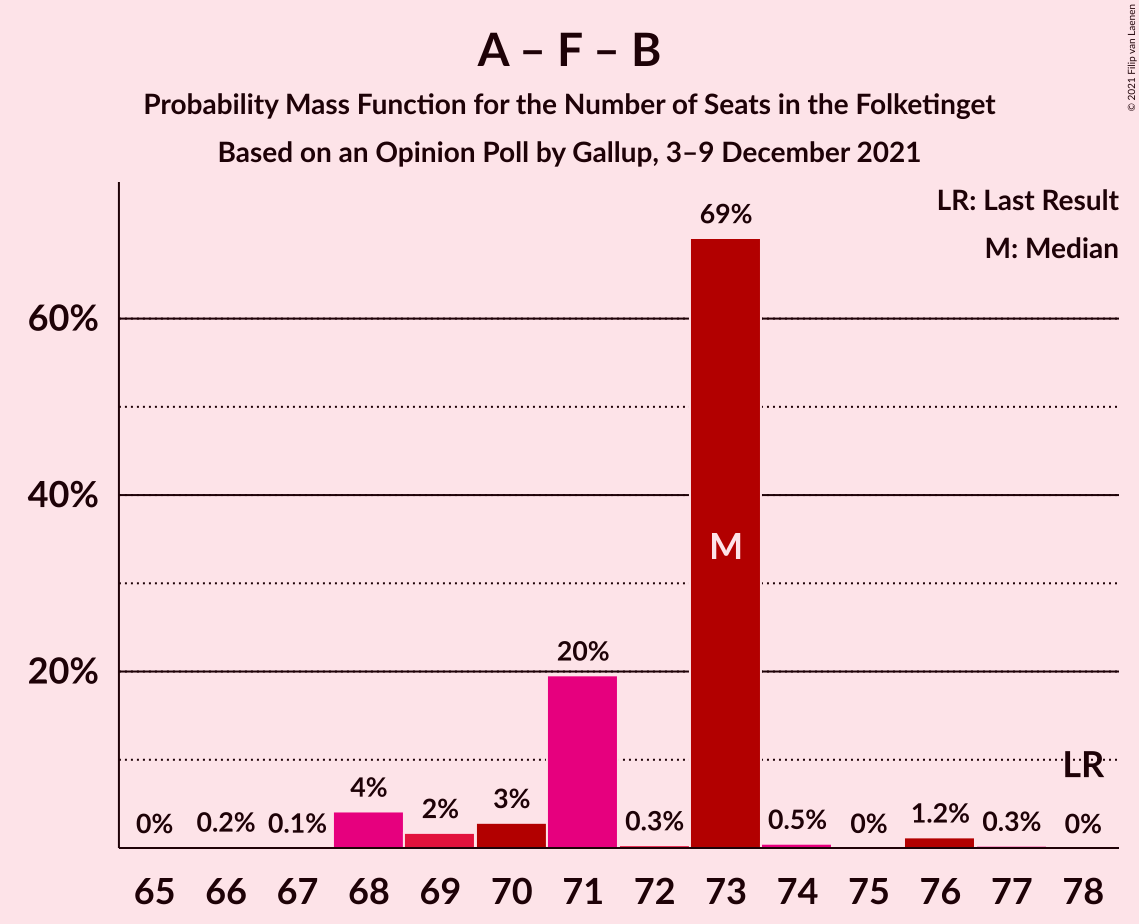 A – F – B
Probability Mass Function for the Number of Seats in the Folketinget
Based on an Opinion Poll by Gallup, 3–9 December 2021
© 2021 Filip van Laenen
LR: Last Result
M: Median
60%
40%
20%
0%
0.2%
0.1%
4%
2%
3%
20%
0.3%
69%
M
0.5%
0%
1.2%
0.3%
0%
LR
65 66 67 68 69 70 71 72 73 74 75 76 77 78